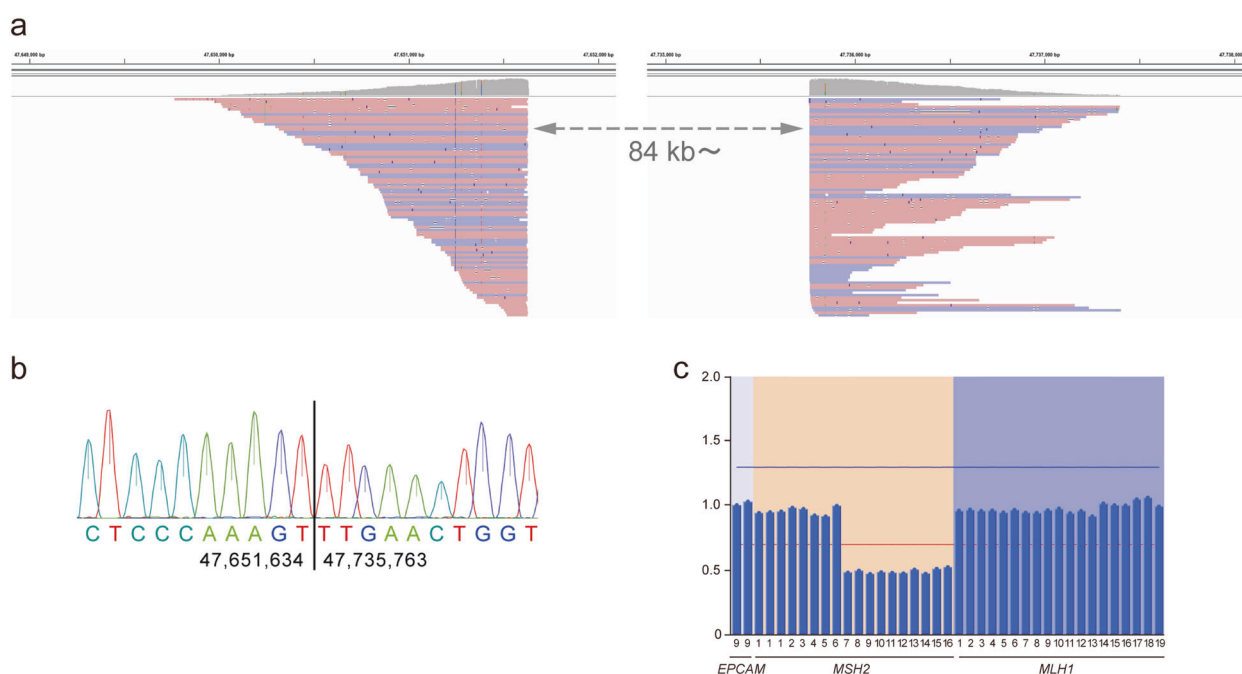 a
47,649,000 bp 47,650,000 bp 47,651,000 bp 47,652,000 bp 47,735,000 bp 47,736,000 bp 47,737,000 bp 47,738,000 bp
84 kb~
b
CTCCCAAAGTTTGAACTGGT
47,651,634 47,735,763
c
2.0
1.5
1.0
0.5
0
9 9 1 1 1 2 3 4 5 6 7 8 9 10 11 12 13 14 15 16 1 2 3 4 5 6 7 8 9 10 11 12 13 14 15 16 17 18 19
EPCAM MSH2 MLH1